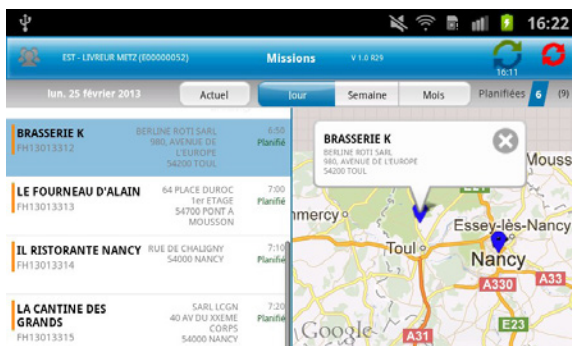 16:22
EST - LIVREUR METZ (E00000052)
Missions
V 1.0 R29
16:11
lun. 25 février 2013
Actuel
Jour
Semaine
Mois
Planifiées
6
(9)
BRASSERIE K
FH13013312
BERLINE ROTI SARL
980, AVENUE DE
L'EUROPE
54200 TOUL
6:50
Planifié
LE FOURNEAU D'ALAIN
FH13013313
64 PLACE DUROC
1er ETAGE
54700 PONT A
MOUSSON
7:00
Planifié
IL RISTORANTE NANCY
FH13013314
RUE DE CHALIGNY
54000 NANCY
7:10
Planifié
LA CANTINE DES
GRANDS
FH13013315
SARL LCGN
40 AV DU XXEME
CORPS
54000 NANCY
7:20
Planifié
BRASSERIE K
BERLINE ROTI SARL
980, AVENUE DE L'EUROPE
54200 TOUL
Mouss
mmercy
Essey-lès-Nancy
Toul
Nancy
A330
A33
E23
A31
Google